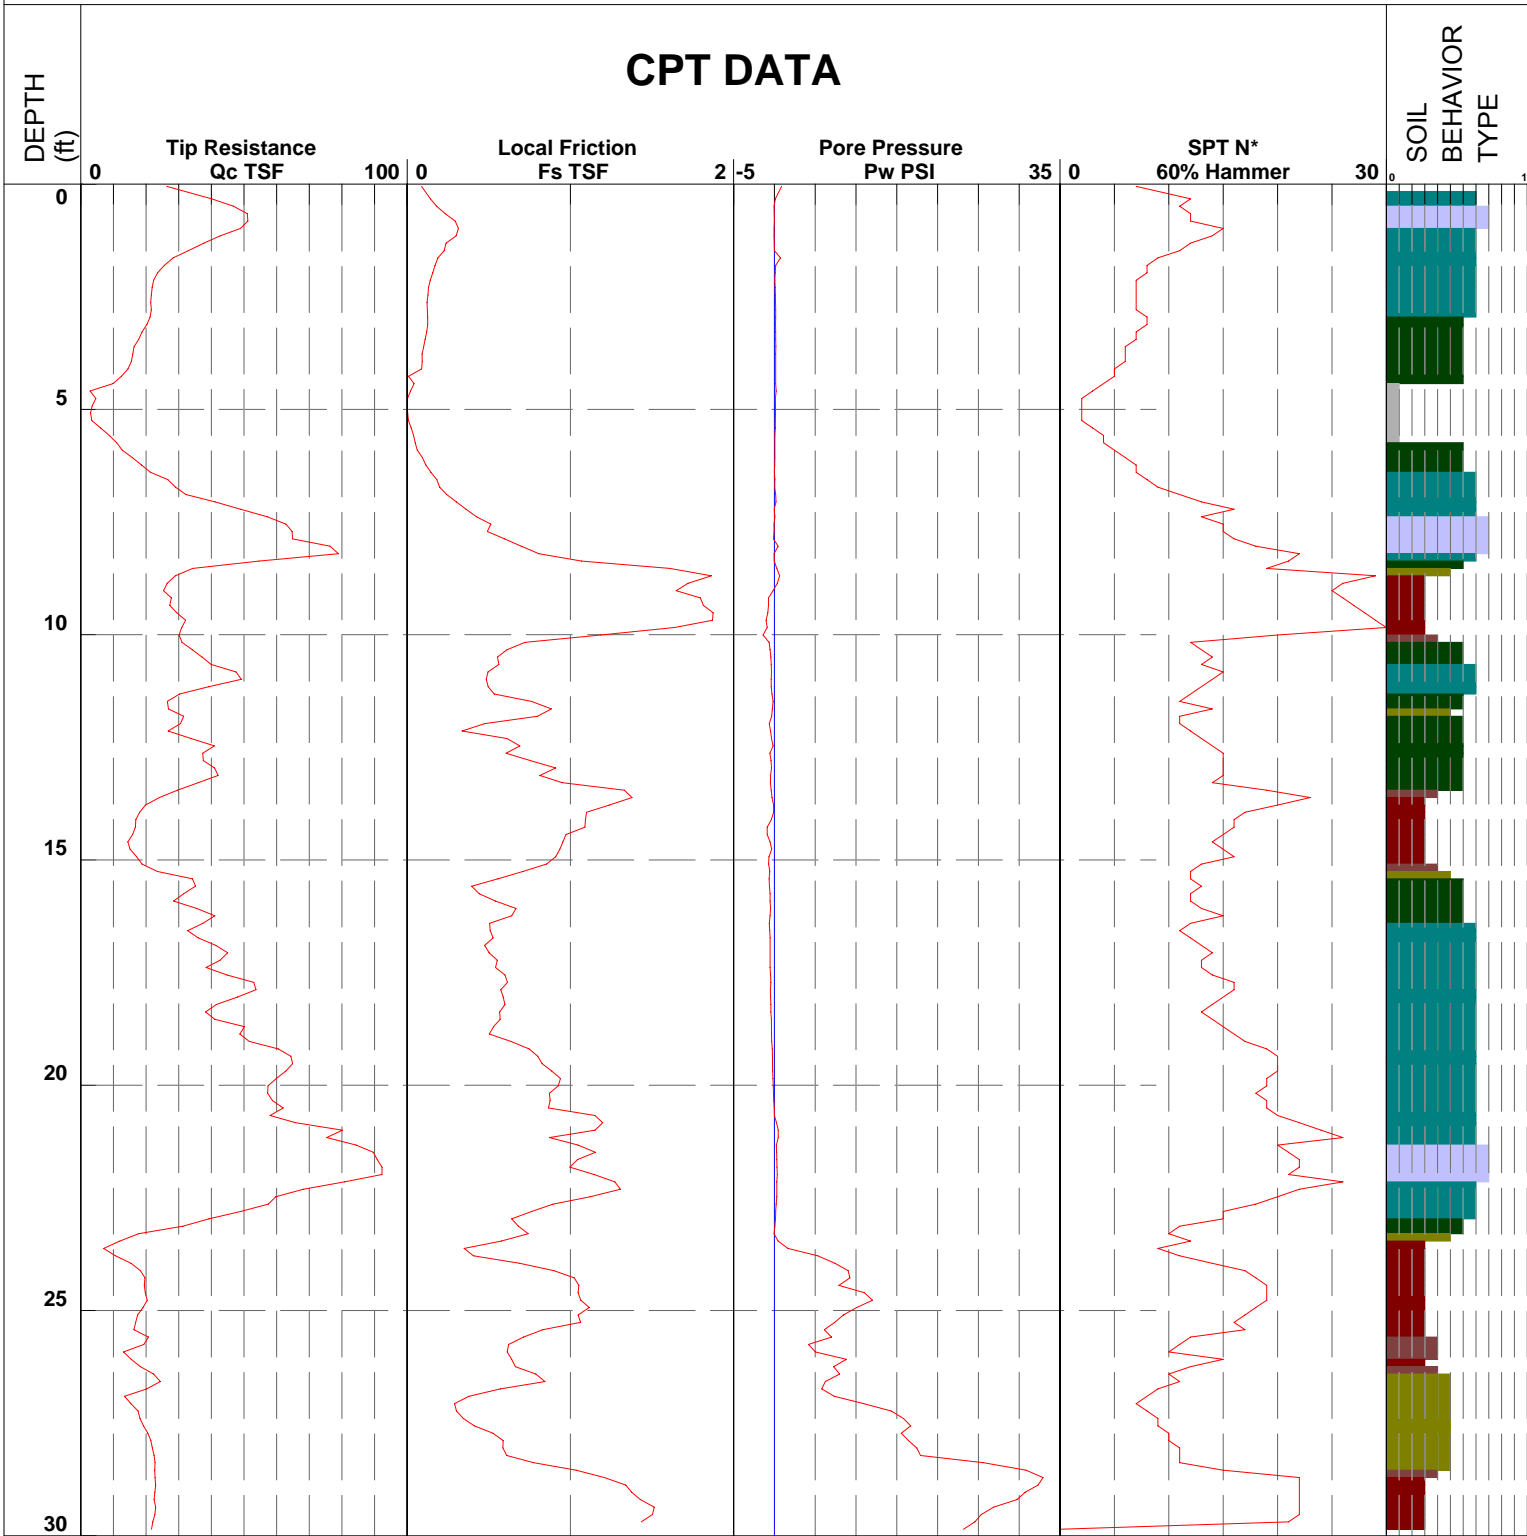 CPT DATA
DEPTH
(ft)
Tip Resistance
0 Qc TSF 100
Local Friction
0 Fs TSF 2
Pore Pressure
-5 Pw PSI 35
SPT N*
0 60% Hammer 30
SOIL
BEHAVIOR
TYPE
0 1
0
5
10
15
20
25
30